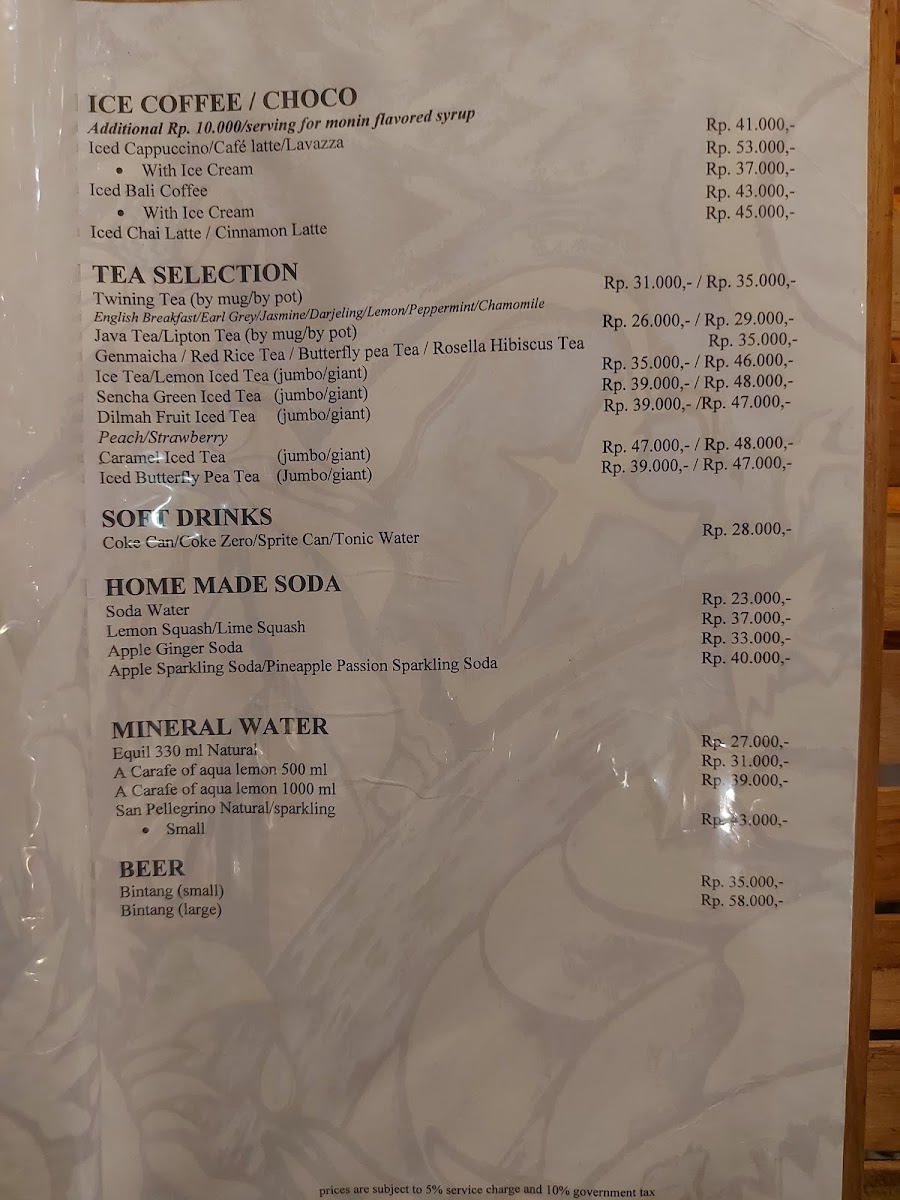 ICE COFFEE / CHOCO
Additional Rp. 10.000/serving for monin flavored syrup
Iced Cappuccino/Café latte/Lavazza Rp. 41.000,-
• With Ice Cream Rp. 53.000,-
Iced Bali Coffee Rp. 37.000,-
• With Ice Cream Rp. 43.000,-
Iced Chai Latte / Cinnamon Latte Rp. 45.000,-
TEA SELECTION
Twining Tea (by mug/by pot) Rp. 31.000,- / Rp. 35.000,-
English Breakfast/Earl Grey/Jasmine/Darjeling/Lemon/Peppermint/Chamomile
Java Tea/Lipton Tea (by mug/by pot) Rp. 26.000,- / Rp. 29.000,-
Genmaicha / Red Rice Tea / Butterfly pea Tea / Rosella Hibiscus Tea Rp. 35.000,-
Ice Tea/Lemon Iced Tea (jumbo/giant) Rp. 35.000,- / Rp. 46.000,-
Sencha Green Iced Tea (jumbo/giant) Rp. 39.000,- / Rp. 48.000,-
Dilmah Fruit Iced Tea (jumbo/giant) Rp. 39.000,- /Rp. 47.000,-
Peach/Strawberry
Caramel Iced Tea (jumbo/giant) Rp. 47.000,- / Rp. 48.000,-
Iced Butterfly Pea Tea (Jumbo/giant) Rp. 39.000,- / Rp. 47.000,-
SOFT DRINKS
Coke Can/Coke Zero/Sprite Can/Tonic Water Rp. 28.000,-
HOME MADE SODA
Soda Water Rp. 23.000,-
Lemon Squash/Lime Squash Rp. 37.000,-
Apple Ginger Soda Rp. 33.000,-
Apple Sparkling Soda/Pineapple Passion Sparkling Soda Rp. 40.000,-
MINERAL WATER
Equil 330 ml Natural Rp. 27.000,-
A Carafe of aqua lemon 500 ml Rp. 31.000,-
A Carafe of aqua lemon 1000 ml Rp. 39.000,-
San Pellegrino Natural/sparkling
• Small Rp.
BEER
Bintang (small) Rp. 35.000,-
Bintang (large) Rp. 58.000,-
prices are subject to 5% service charge and 10% government tax